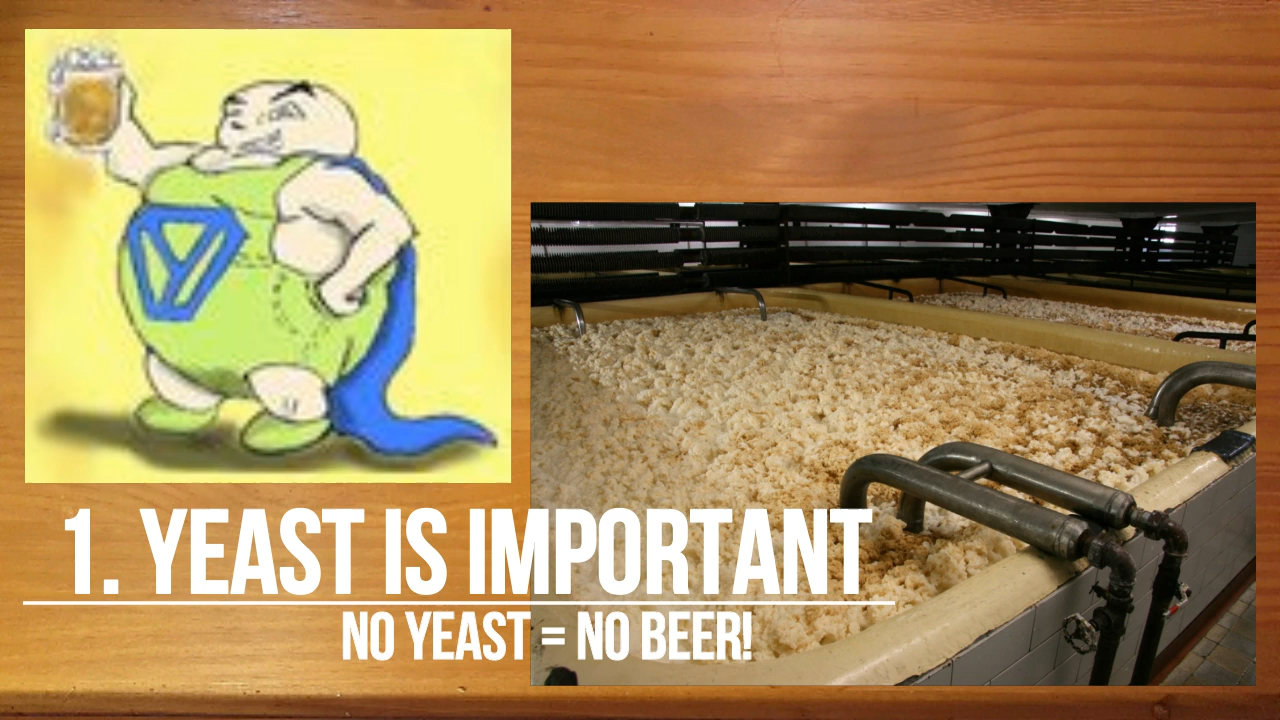 Y
1. YEAST IS IMPORTANT
NO YEAST = NO BEER!